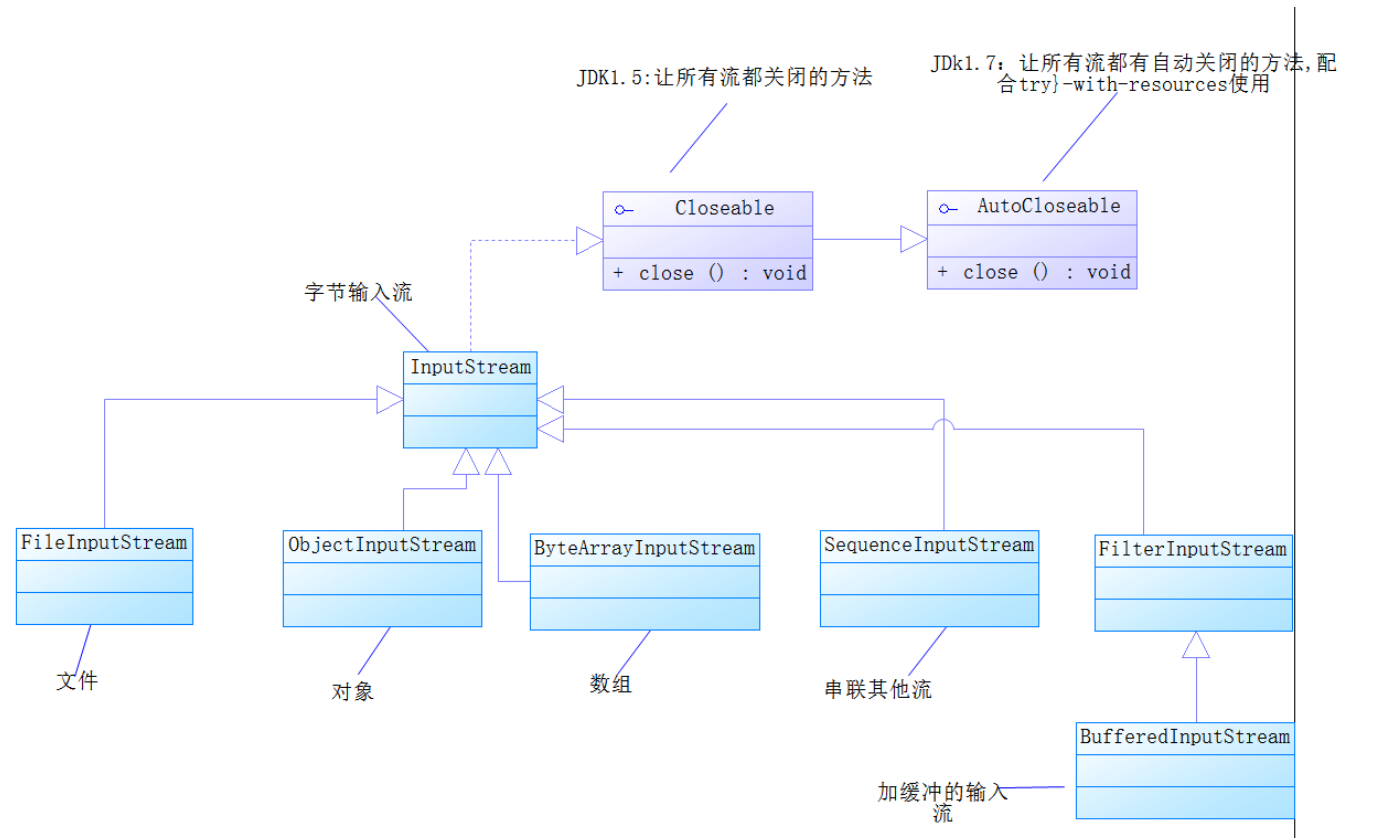 JDK1.5:让所有流都关闭的方法
JDk1.7：让所有流都有自动关闭的方法,配
合try}-with-resources使用
Closeable
AutoCloseable
+ close () : void
+ close () : void
字节输入流
InputStream
FileInputStream
ObjectInputStream
ByteArrayInputStream
SequenceInputStream
FilterInputStream
文件
对象
数组
串联其他流
BufferedInputStream
加缓冲的输入
流